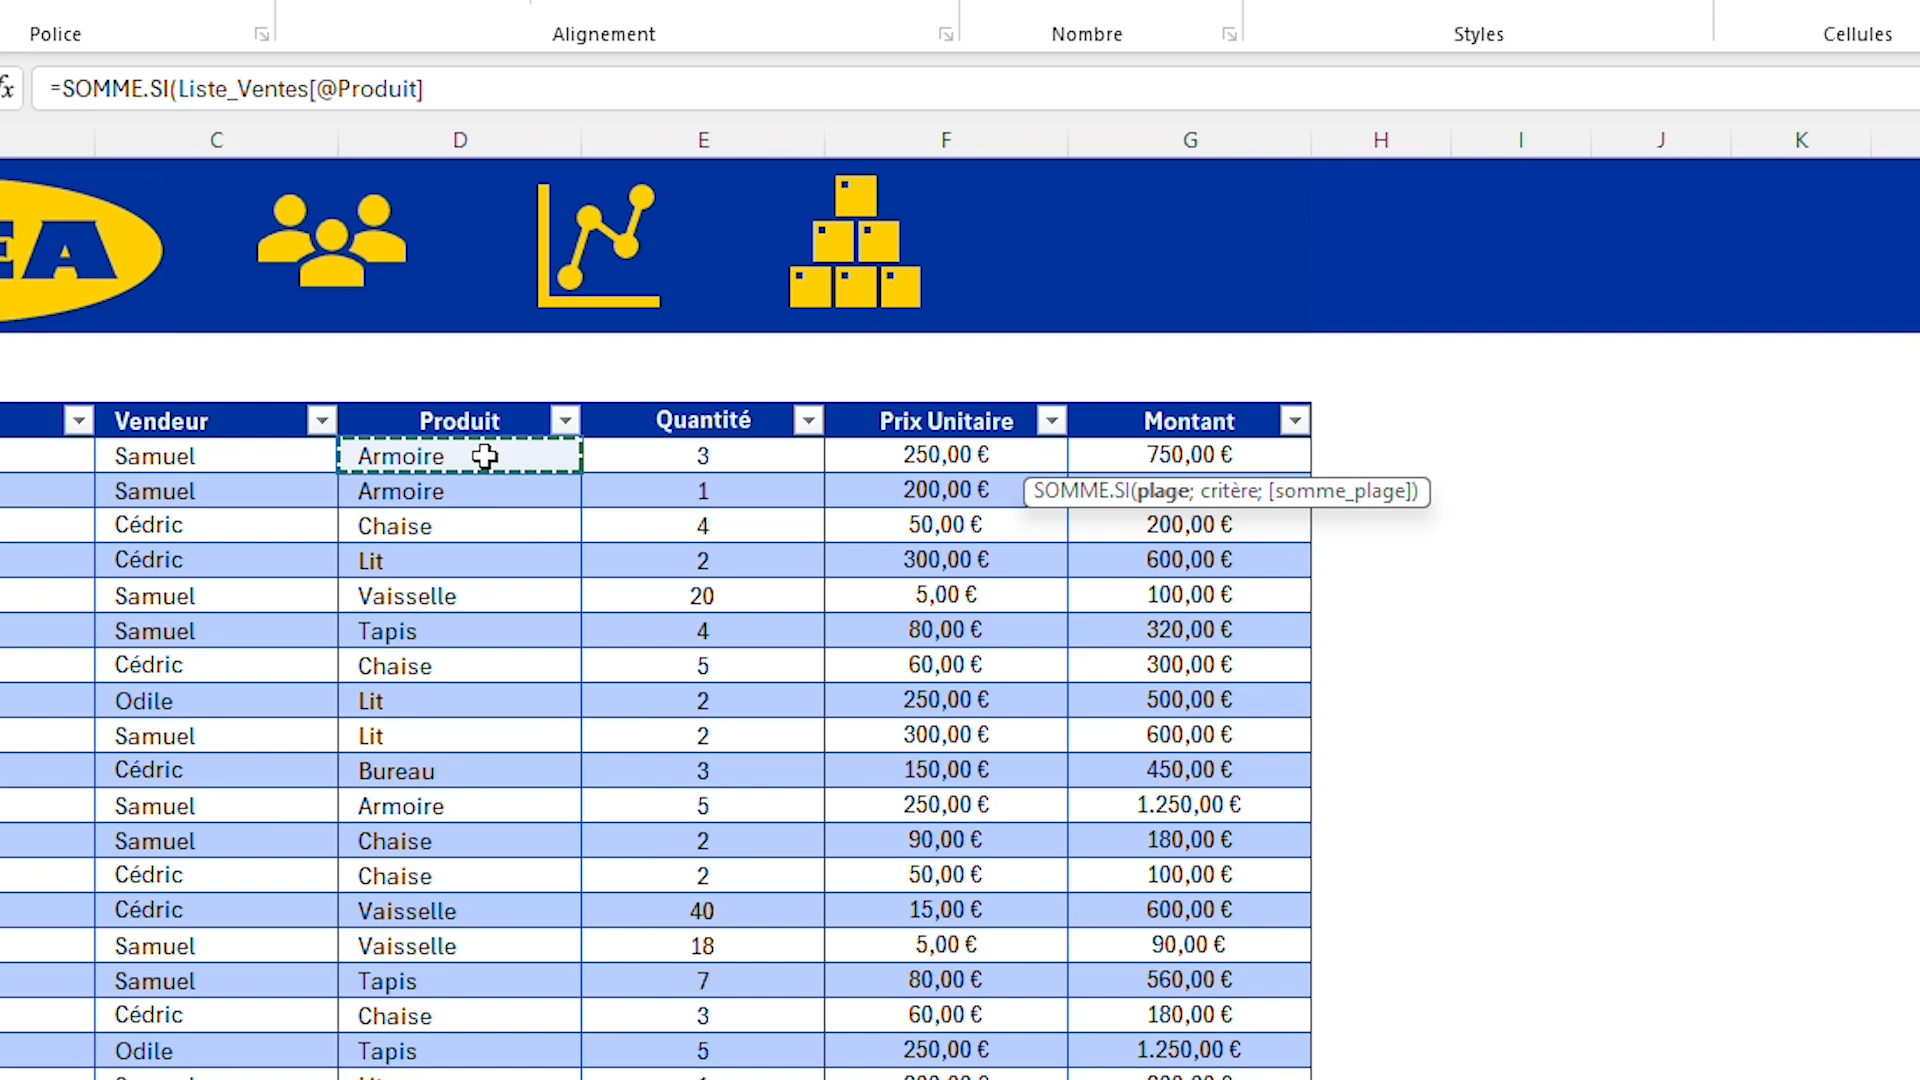 Police Alignement Nombre Styles Cellules
fx =SOMME.SI(Liste_Ventes[@Produit]
C D E F G H I J K
EA
Vendeur Produit Quantité Prix Unitaire Montant
Samuel Armoire 3 250,00 € 750,00 €
Samuel Armoire 1 200,00 € SOMME.SI(plage; critère; [somme_plage])
Cédric Chaise 4 50,00 € 200,00 €
Cédric Lit 2 300,00 € 600,00 €
Samuel Vaisselle 20 5,00 € 100,00 €
Samuel Tapis 4 80,00 € 320,00 €
Cédric Chaise 5 60,00 € 300,00 €
Odile Lit 2 250,00 € 500,00 €
Samuel Lit 2 300,00 € 600,00 €
Cédric Bureau 3 150,00 € 450,00 €
Samuel Armoire 5 250,00 € 1.250,00 €
Samuel Chaise 2 90,00 € 180,00 €
Cédric Chaise 2 50,00 € 100,00 €
Cédric Vaisselle 40 15,00 € 600,00 €
Samuel Vaisselle 18 5,00 € 90,00 €
Samuel Tapis 7 80,00 € 560,00 €
Cédric Chaise 3 60,00 € 180,00 €
Odile Tapis 5 250,00 € 1.250,00 €